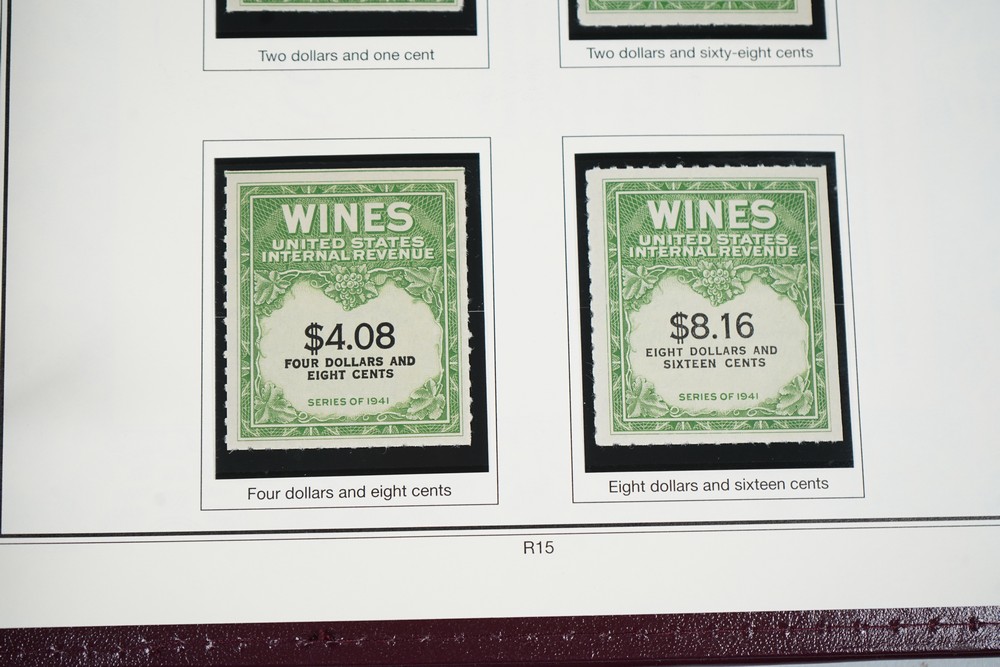 Two dollars and one cent
Two dollars and sixty-eight cents
WINES
UNITED STATES
INTERNAL REVENUE
$4.08
FOUR DOLLARS AND
EIGHT CENTS
SERIES OF 1941
Four dollars and eight cents
WINES
UNITED STATES
INTERNAL REVENUE
$8.16
EIGHT DOLLARS AND
SIXTEEN CENTS
SERIES OF 1941
Eight dollars and sixteen cents
R15